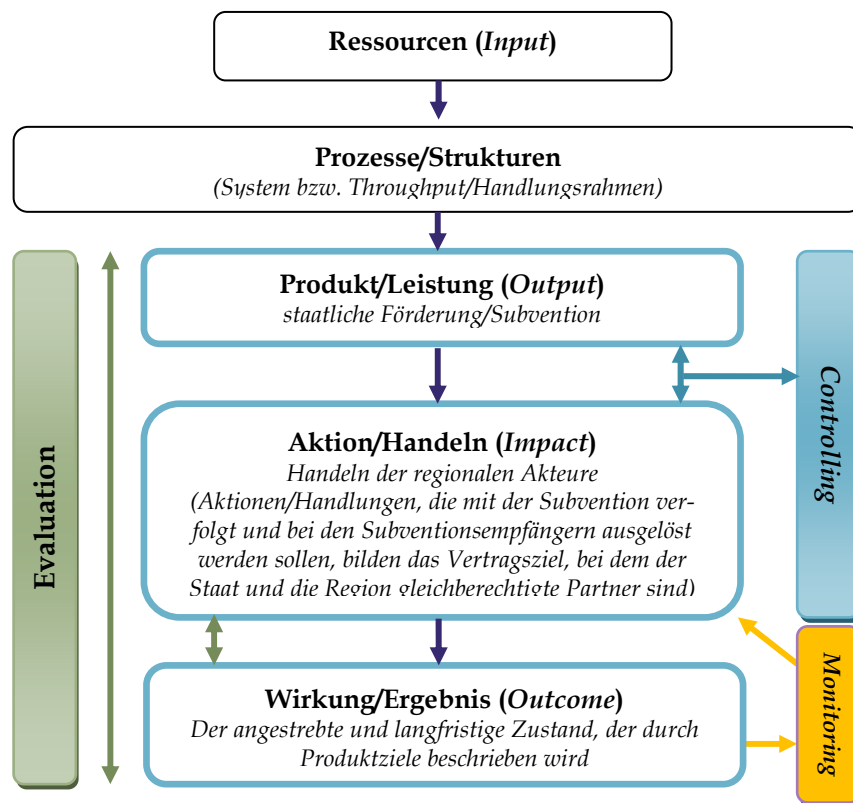 Ressourcen (Input)
Prozesse/Strukturen
(System bzw. Throughput/Handlungsrahmen)
Produkt/Leistung (Output)
staatliche Förderung/Subvention
Aktion/Handeln (Impact)
Handeln der regionalen Akteure
(Aktionen/Handlungen, die mit der Subvention ver-
folgt und bei den Subventionsempfängern ausgelöst
werden sollen, bilden das Vertragsziel, bei dem der
Staat und die Region gleichberechtigte Partner sind)
Wirkung/Ergebnis (Outcome)
Der angestrebte und langfristige Zustand, der durch
Produktziele beschrieben wird
Evaluation
Controlling
Monitoring